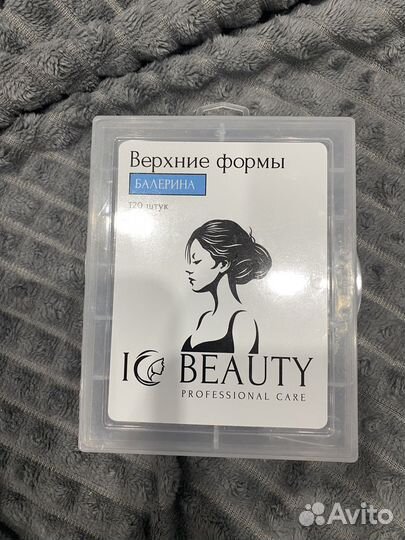 Верхние формы
БАЛЕРИНА
120 штук
IC BEAUTY
PROFESSIONAL CARE
Avito